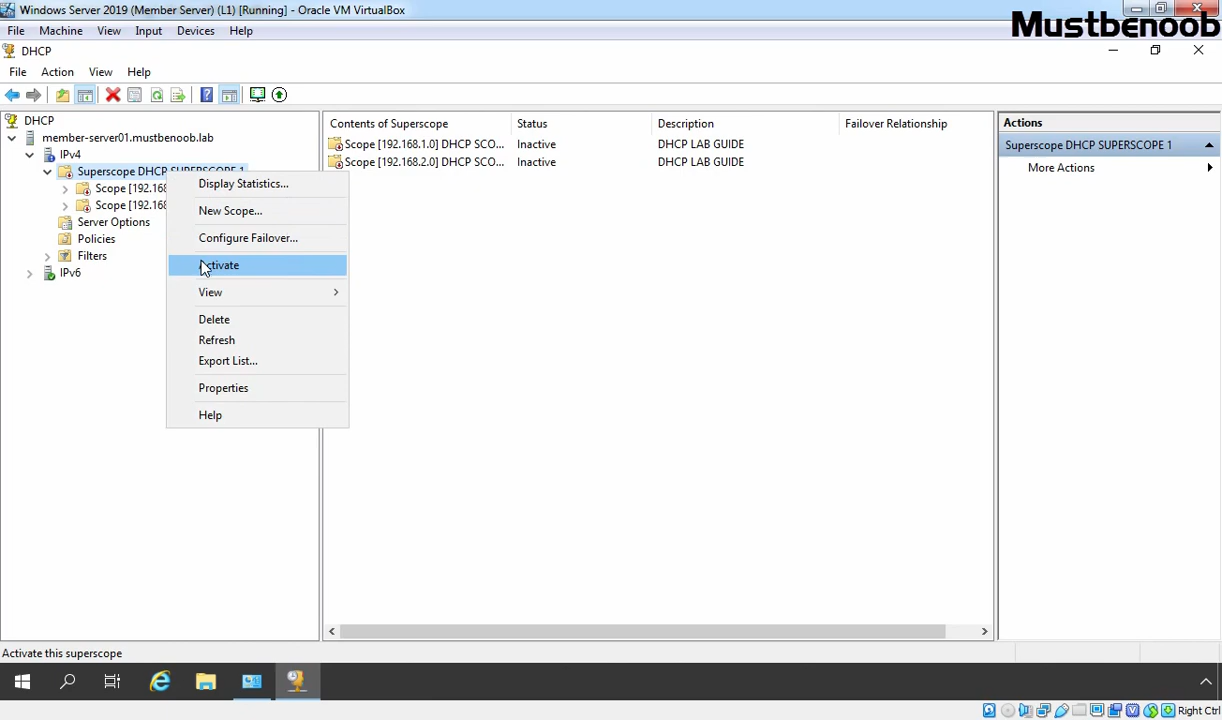 Windows Server 2019 (Member Server) (L1) [Running] - Oracle VM VirtualBox
Mustbenoob
File Machine View Input Devices Help
DHCP
File Action View Help
DHCP
member-server01.mustbenoob.lab
IPv4
Superscope DHCP SUPERSCOPE 1
Scope [192.168
Scope [192.168
Server Options
Policies
Filters
IPv6
Display Statistics...
New Scope...
Configure Failover...
Activate
View
Delete
Refresh
Export List...
Properties
Help
Contents of Superscope Status Description Failover Relationship
Scope [192.168.1.0] DHCP SCO... Inactive DHCP LAB GUIDE
Scope [192.168.2.0] DHCP SCO... Inactive DHCP LAB GUIDE
Actions
Superscope DHCP SUPERSCOPE 1
More Actions
Activate this superscope
Right Ctrl